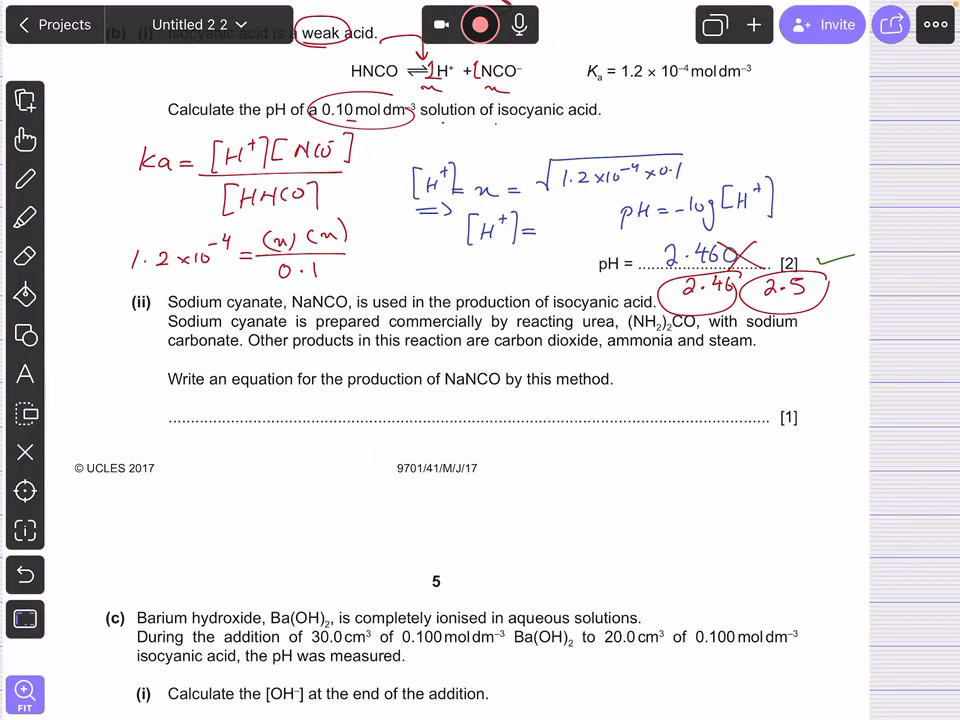 Projects
Untitled 2 2
Invite
(b) (i) Isocyanic acid is a weak acid.
HNCO ⇌ H⁺ + NCO⁻ Kₐ = 1.2 × 10⁻⁴ mol dm⁻³
1 1
x x
Calculate the pH of a 0.10 mol dm⁻³ solution of isocyanic acid.
Ka = [H⁺][NCO⁻] / [HNCO]
[H⁺] = x = √1.2×10⁻⁴ × 0.1
⇒ [H⁺] = pH = -log[H⁺]
1.2×10⁻⁴ = (x)(x) / 0.1
pH = 2.460 [2]
2.46 2.5
(ii) Sodium cyanate, NaNCO, is used in the production of isocyanic acid.
Sodium cyanate is prepared commercially by reacting urea, (NH₂)₂CO, with sodium
carbonate. Other products in this reaction are carbon dioxide, ammonia and steam.
Write an equation for the production of NaNCO by this method.
[1]
© UCLES 2017 9701/41/M/J/17
5
(c) Barium hydroxide, Ba(OH)₂, is completely ionised in aqueous solutions.
During the addition of 30.0 cm³ of 0.100 mol dm⁻³ Ba(OH)₂ to 20.0 cm³ of 0.100 mol dm⁻³
isocyanic acid, the pH was measured.
(i) Calculate the [OH⁻] at the end of the addition.
A
FIT